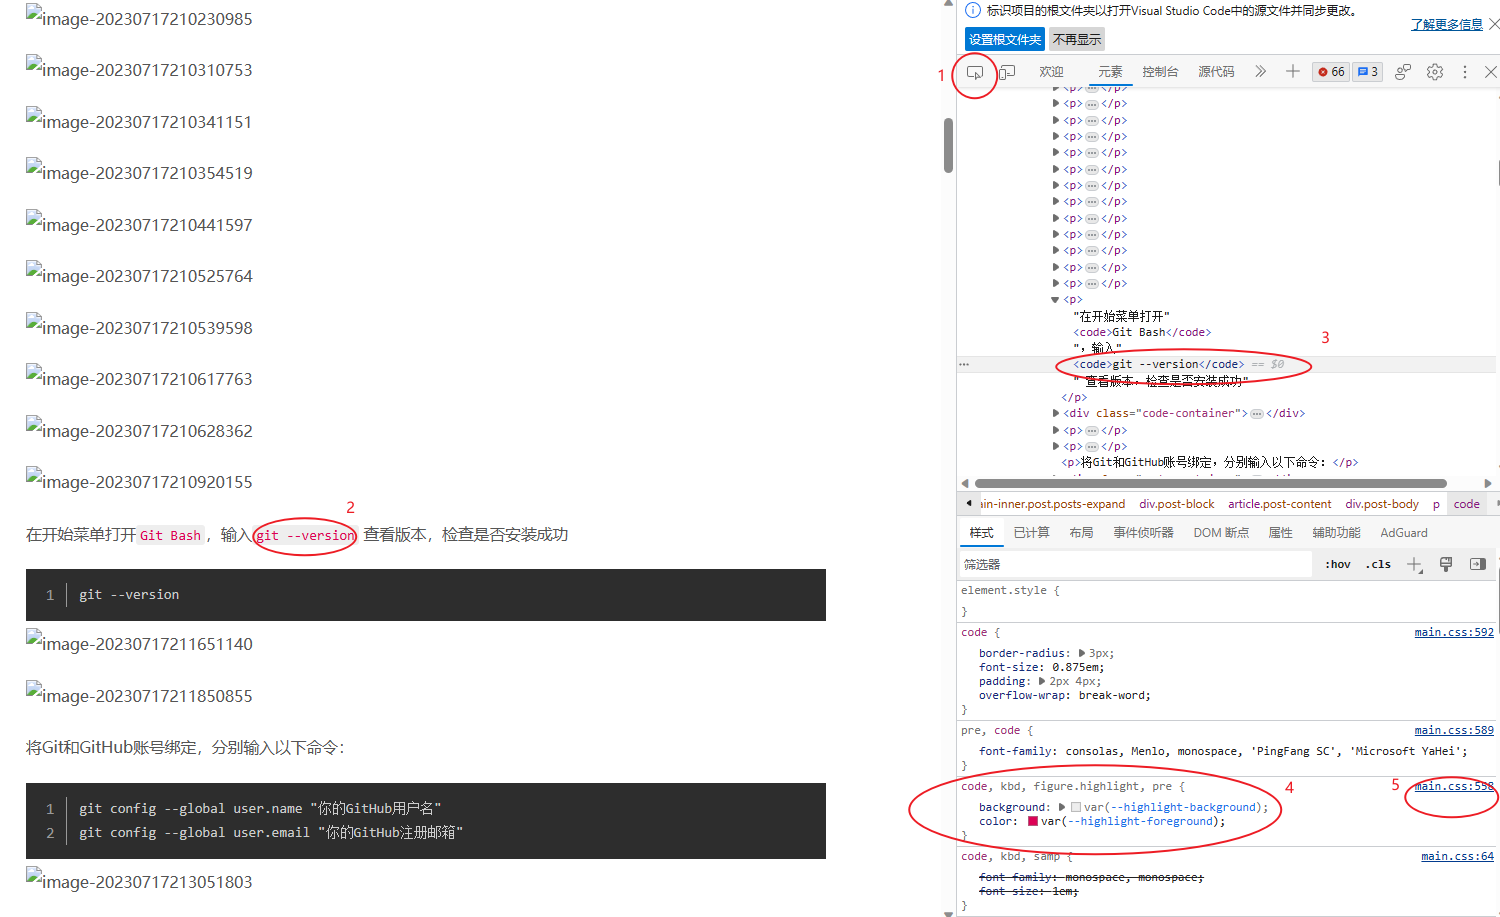 image-20230717210230985
image-20230717210310753
image-20230717210341151
image-20230717210354519
image-20230717210441597
image-20230717210525764
image-20230717210539598
image-20230717210617763
image-20230717210628362
image-20230717210920155
2
在开始菜单打开Git Bash，输入git --version 查看版本，检查是否安装成功
1 git --version
image-20230717211651140
image-20230717211850855
将Git和GitHub账号绑定，分别输入以下命令：
1 git config --global user.name "你的GitHub用户名"
2 git config --global user.email "你的GitHub注册邮箱"
image-20230717213051803
标识项目的根文件夹以打开Visual Studio Code中的源文件并同步更改。
了解更多信息
设置根文件夹 不再显示
1
欢迎 元素 控制台 源代码 66 3
<p> </p>
<p> </p>
<p> </p>
<p> </p>
<p> </p>
<p> </p>
<p> </p>
<p> </p>
<p> </p>
<p> </p>
<p> </p>
<p> </p>
<p> </p>
<p>
"在开始菜单打开"
<code>Git Bash</code>
3
"，输入"
<code>git --version</code> == $0
" 查看版本，检查是否安装成功"
</p>
<div class="code-container"> </div>
<p> </p>
<p> </p>
<p>将Git和GitHub账号绑定，分别输入以下命令：</p>
ain-inner.post.posts-expand div.post-block article.post-content div.post-body p code
样式 已计算 布局 事件侦听器 DOM 断点 属性 辅助功能 AdGuard
筛选器 :hov .cls
element.style {
}
code { main.css:592
border-radius: 3px;
font-size: 0.875em;
padding: 2px 4px;
overflow-wrap: break-word;
}
pre, code { main.css:589
font-family: consolas, Menlo, monospace, 'PingFang SC', 'Microsoft YaHei';
}
code, kbd, figure.highlight, pre { 4 5 main.css:598
background: var(--highlight-background);
color: var(--highlight-foreground);
}
code, kbd, samp { main.css:64
font-family: monospace, monospace;
font-size: 1em;
}